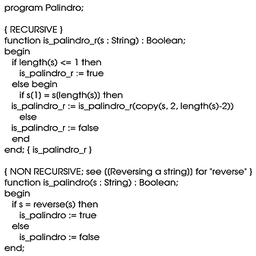 program Palindro;

{ RECURSIVE }
function is_palindro_r(s : String) : Boolean;
begin
if length(s) <= 1 then
is_palindro_r := true
else begin
if s[1] = s[length(s)] then
is_palindro_r := is_palindro_r(copy(s, 2, length(s)-2))
else
is_palindro_r := false
end
end; { is_palindro_r }

{ NON RECURSIVE; see [[Reversing a string]] for "reverse" }
function is_palindro(s : String) : Boolean;
begin
if s = reverse(s) then
is_palindro := true
else
is_palindro := false
end;